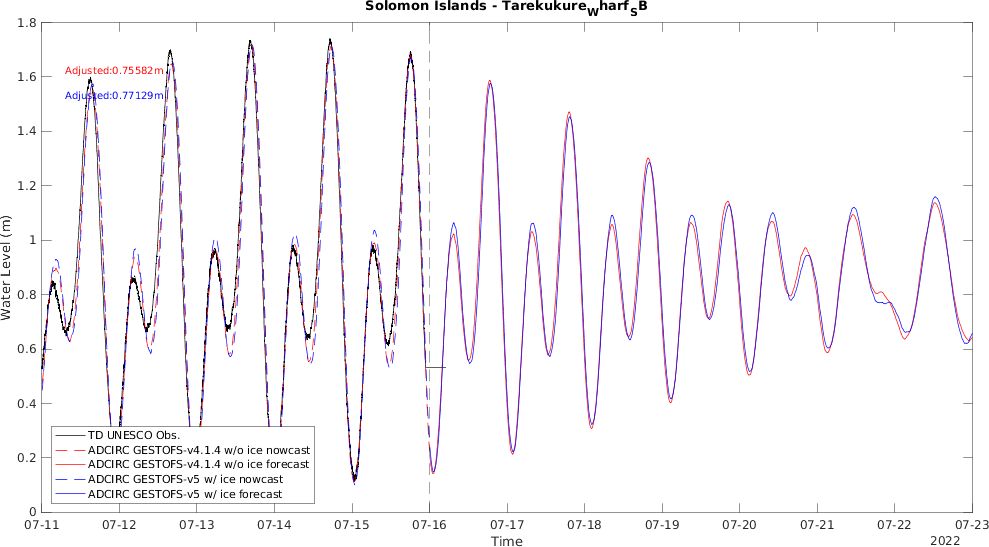 Solomon Islands - TarekukureWharfSB
1.8
1.6
1.4
1.2
1
0.8
0.6
0.4
0.2
0
Water Level (m)
Adjusted:0.75582m
Adjusted:0.77129m
TD UNESCO Obs.
ADCIRC GESTOFS-v4.1.4 w/o ice nowcast
ADCIRC GESTOFS-v4.1.4 w/o ice forecast
ADCIRC GESTOFS-v5 w/ ice nowcast
ADCIRC GESTOFS-v5 w/ ice forecast
07-11 07-12 07-13 07-14 07-15 07-16 07-17 07-18 07-19 07-20 07-21 07-22 07-23
Time
2022